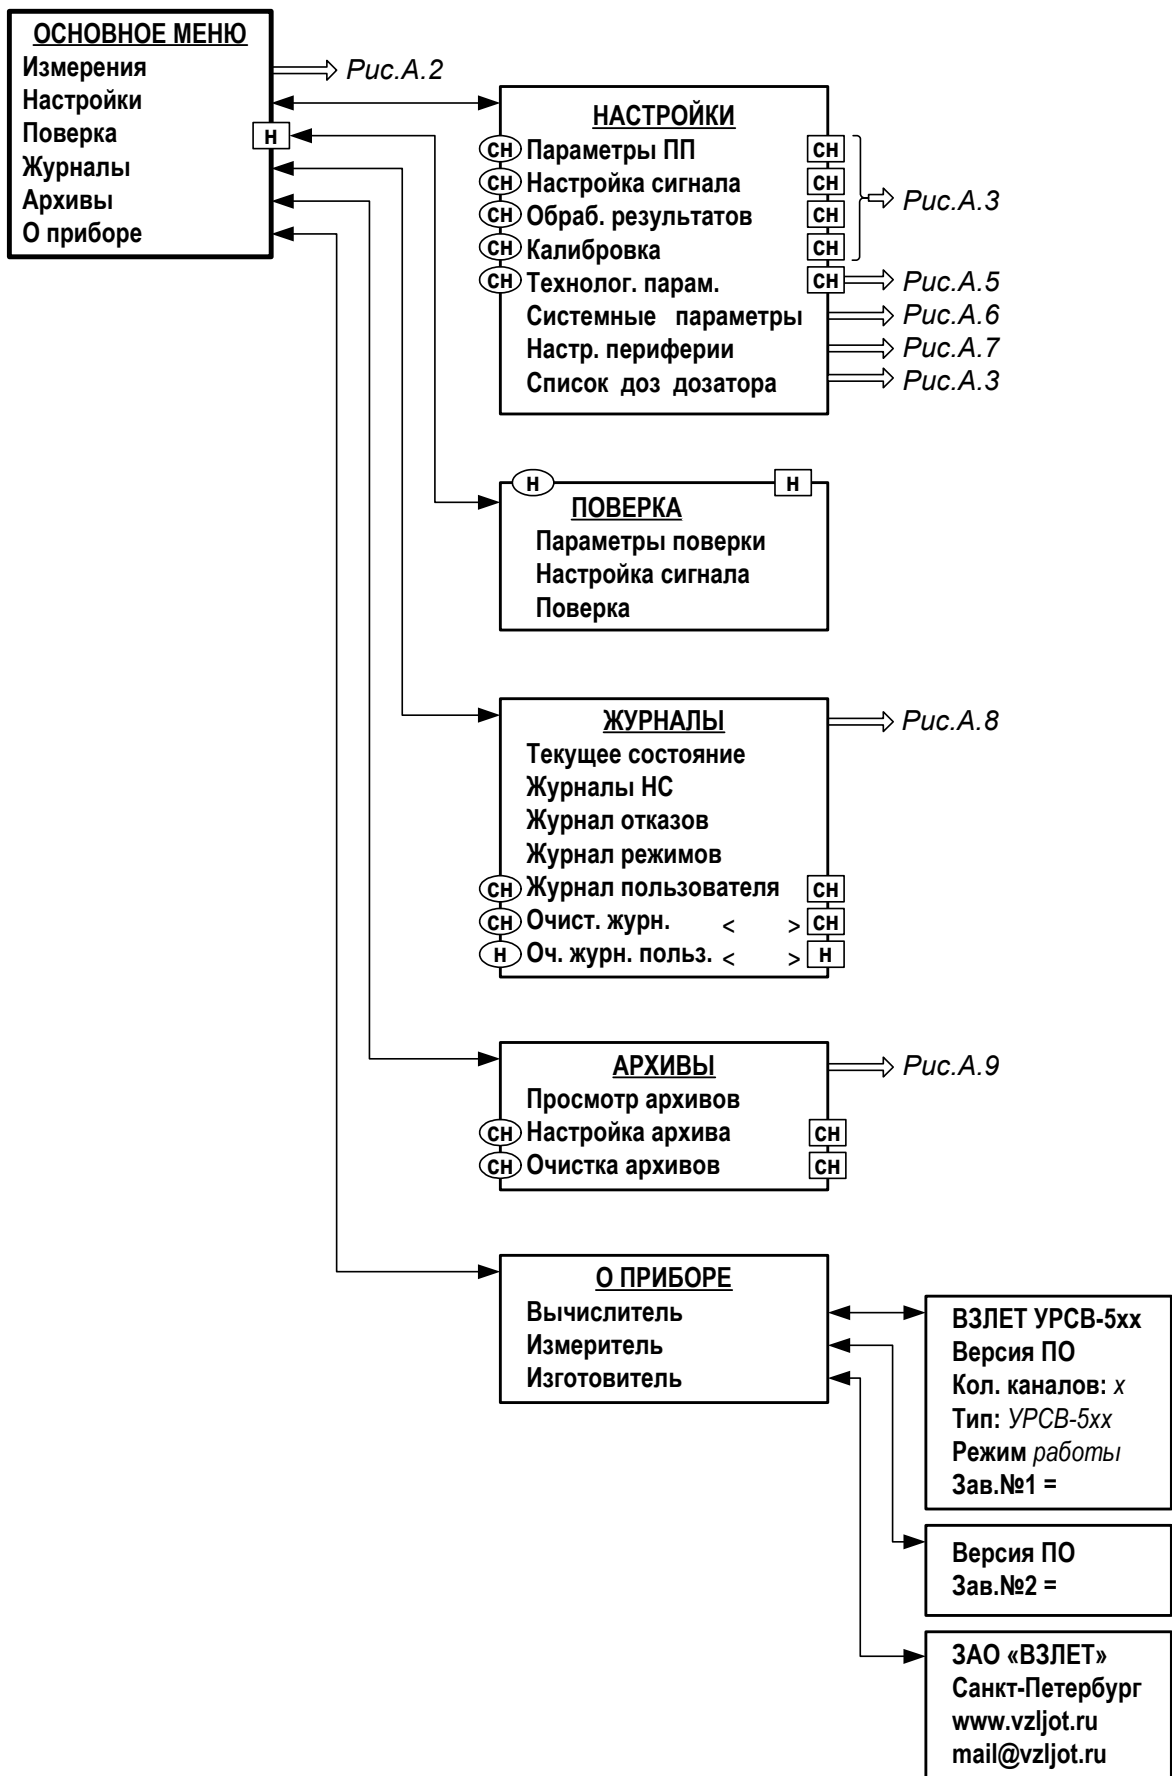 ОСНОВНОЕ МЕНЮ
Измерения
Рис.А.2
Настройки
Поверка
Н
Журналы
Архивы
О приборе
НАСТРОЙКИ
СН Параметры ПП СН
СН Настройка сигнала СН
СН Обраб. результатов СН
Рис.А.3
СН Калибровка СН
СН Технолог. парам. СН Рис.А.5
Системные параметры Рис.А.6
Настр. периферии Рис.А.7
Список доз дозатора Рис.А.3
Н Н
ПОВЕРКА
Параметры поверки
Настройка сигнала
Поверка
ЖУРНАЛЫ Рис.А.8
Текущее состояние
Журналы НС
Журнал отказов
Журнал режимов
СН Журнал пользователя СН
СН Очист. журн. < > СН
Н Оч. журн. польз. < > Н
АРХИВЫ Рис.А.9
Просмотр архивов
СН Настройка архива СН
СН Очистка архивов СН
О ПРИБОРЕ
Вычислитель
Измеритель
Изготовитель
ВЗЛЕТ УРСВ-5хх
Версия ПО
Кол. каналов: х
Тип: УРСВ-5хх
Режим работы
Зав.№1 =
Версия ПО
Зав.№2 =
ЗАО «ВЗЛЕТ»
Санкт-Петербург
www.vzljot.ru
mail@vzljot.ru